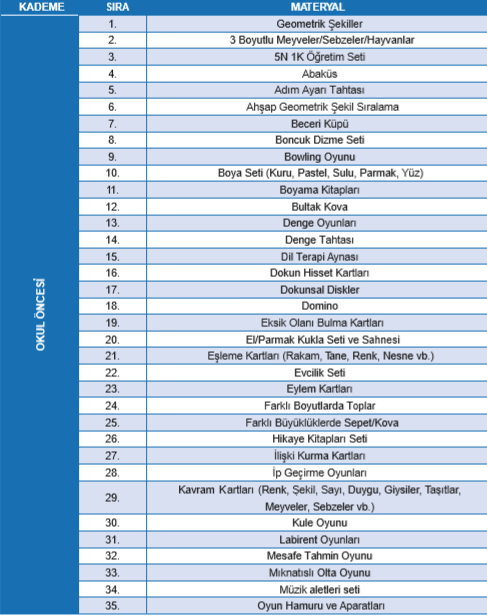 KADEME SIRA MATERYAL
OKUL ÖNCESİ
1. Geometrik Şekiller
2. 3 Boyutlu Meyveler/Sebzeler/Hayvanlar
3. 5N 1K Öğretim Seti
4. Abaküs
5. Adım Ayarı Tahtası
6. Ahşap Geometrik Şekil Sıralama
7. Beceri Küpü
8. Boncuk Dizme Seti
9. Bowling Oyunu
10. Boya Seti (Kuru, Pastel, Sulu, Parmak, Yüz)
11. Boyama Kitapları
12. Bultak Kova
13. Denge Oyunları
14. Denge Tahtası
15. Dil Terapi Aynası
16. Dokun Hisset Kartları
17. Dokunsal Diskler
18. Domino
19. Eksik Olanı Bulma Kartları
20. El/Parmak Kukla Seti ve Sahnesi
21. Eşleme Kartları (Rakam, Tane, Renk, Nesne vb.)
22. Evcilik Seti
23. Eylem Kartları
24. Farklı Boyutlarda Toplar
25. Farklı Büyüklüklerde Sepet/Kova
26. Hikaye Kitapları Seti
27. İlişki Kurma Kartları
28. İp Geçirme Oyunları
29. Kavram Kartları (Renk, Şekil, Sayı, Duygu, Giysiler, Taşıtlar,
Meyveler, Sebzeler vb.)
30. Kule Oyunu
31. Labirent Oyunları
32. Mesafe Tahmin Oyunu
33. Mıknatıslı Olta Oyunu
34. Müzik aletleri seti
35. Oyun Hamuru ve Aparatları